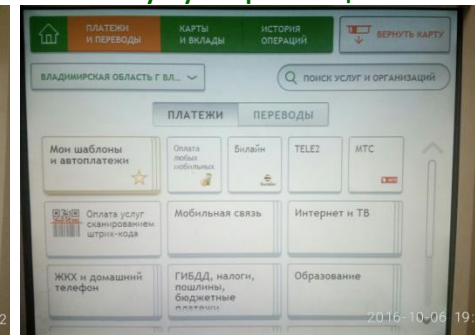 ПЛАТЕЖИ
И ПЕРЕВОДЫ
КАРТЫ
И ВКЛАДЫ
ИСТОРИЯ
ОПЕРАЦИЙ
ВЕРНУТЬ КАРТУ
ВЛАДИМИРСКАЯ ОБЛАСТЬ Г ВЛ...
ПОИСК УСЛУГ И ОРГАНИЗАЦИЙ
ПЛАТЕЖИ
ПЕРЕВОДЫ
Мои шаблоны
и автоплатежи
Оплата
любых
мобильных
Билайн
TELE2
МТС
Оплата услуг
сканированием
штрих-кода
Мобильная связь
Интернет и ТВ
ЖКХ и домашний
телефон
ГИБДД, налоги,
пошлины,
бюджетные
платежи
Образование
2016-10-06 19